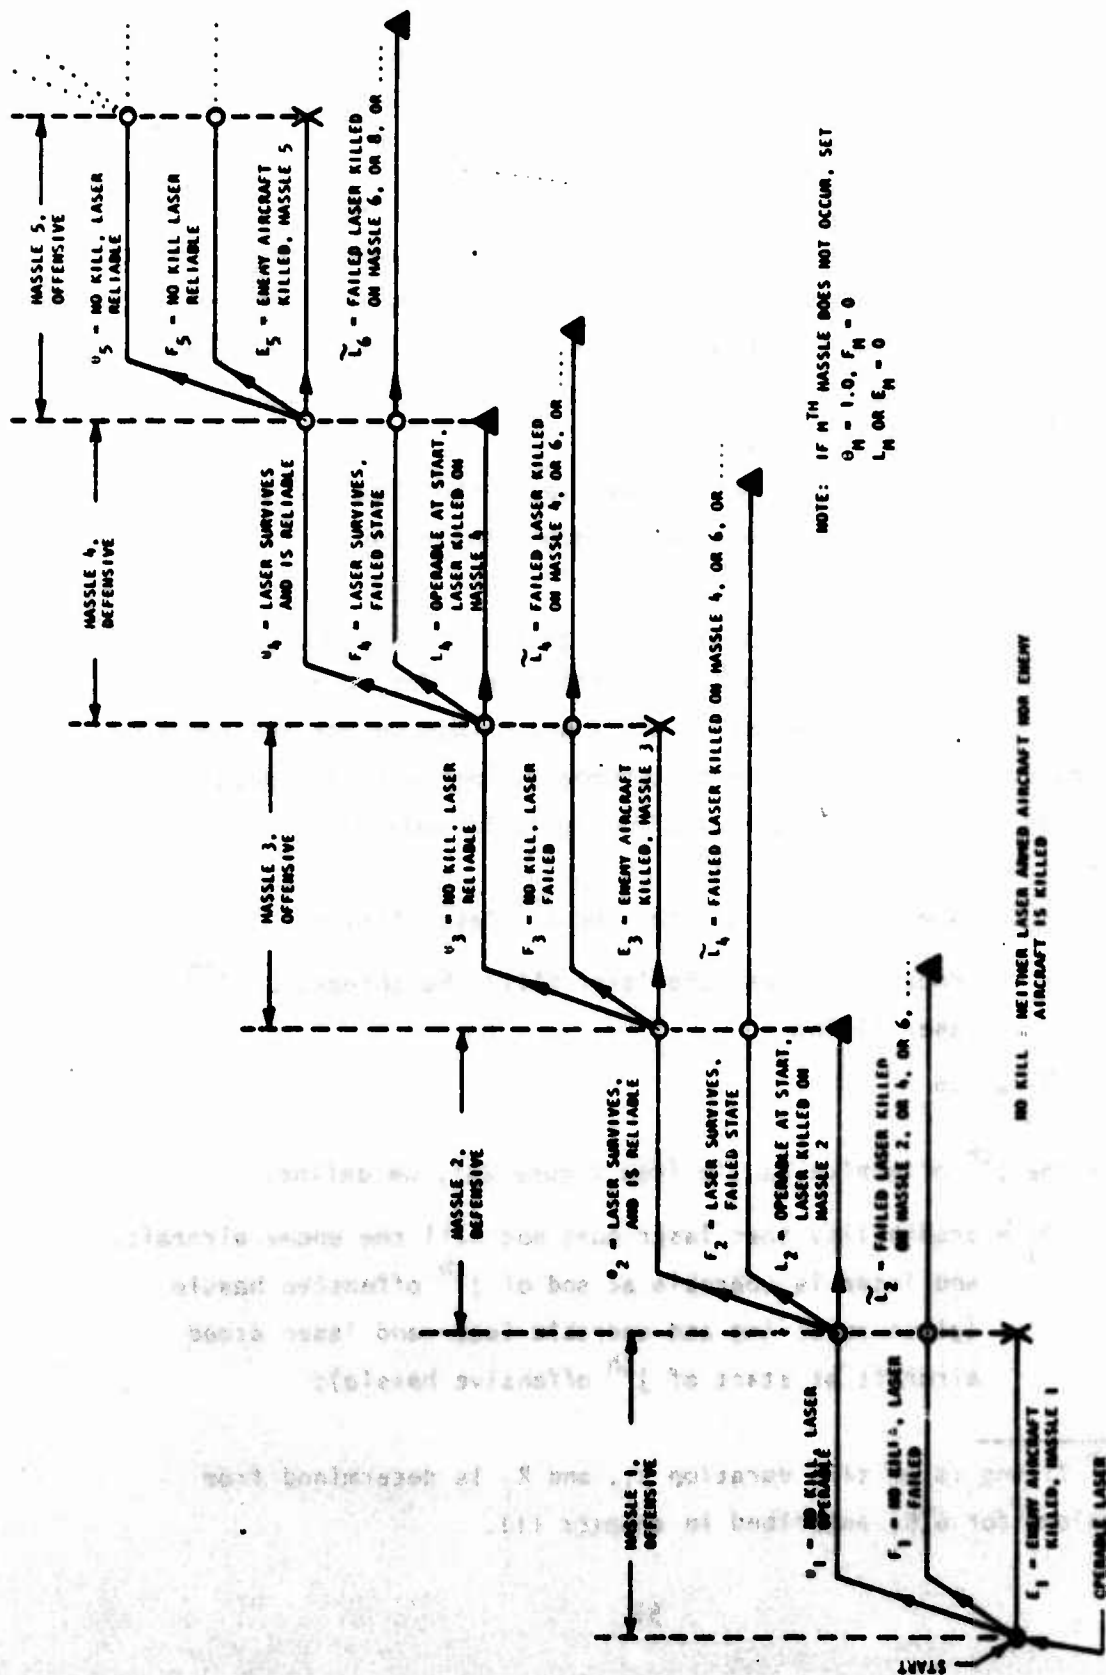 HASSLE 1,
OFFENSIVE
HASSLE 2,
DEFENSIVE
HASSLE 3,
OFFENSIVE
HASSLE 4,
DEFENSIVE
HASSLE 5,
OFFENSIVE
START
OPERABLE LASER
θ₁ = NO KILL, LASER
OPERABLE
F₁ = NO KILL, LASER
FAILED
E₁ = ENEMY AIRCRAFT
KILLED, HASSLE 1
θ₂ = LASER SURVIVES,
AND IS RELIABLE
F₂ = LASER SURVIVES,
FAILED STATE
L₂ = OPERABLE AT START,
LASER KILLED ON
HASSLE 2
L̃₂ = FAILED LASER KILLED
ON HASSLE 2, OR 4, OR 6, ....
θ₃ = NO KILL, LASER
RELIABLE
F₃ = NO KILL, LASER
FAILED
E₃ = ENEMY AIRCRAFT
KILLED, HASSLE 3
L̃₄ = FAILED LASER KILLED ON HASSLE 4, OR 6, OR ....
θ₄ = LASER SURVIVES
AND IS RELIABLE
F₄ = LASER SURVIVES,
FAILED STATE
L₄ = OPERABLE AT START,
LASER KILLED ON
HASSLE 4
L̃₄ = FAILED LASER KILLED
ON HASSLE 4, OR 6, OR ....
θ₅ = NO KILL, LASER
RELIABLE
F₅ = NO KILL LASER
RELIABLE
E₅ = ENEMY AIRCRAFT
KILLED, HASSLE 5
L̃₆ = FAILED LASER KILLED
ON HASSLE 6, OR 8, OR ....
NOTE: IF Mᵀᴴ HASSLE DOES NOT OCCUR, SET
θ_M = 1.0, F_M = 0
L_M OR E_M = 0
NO KILL = NEITHER LASER ARMED AIRCRAFT NOR ENEMY
AIRCRAFT IS KILLED